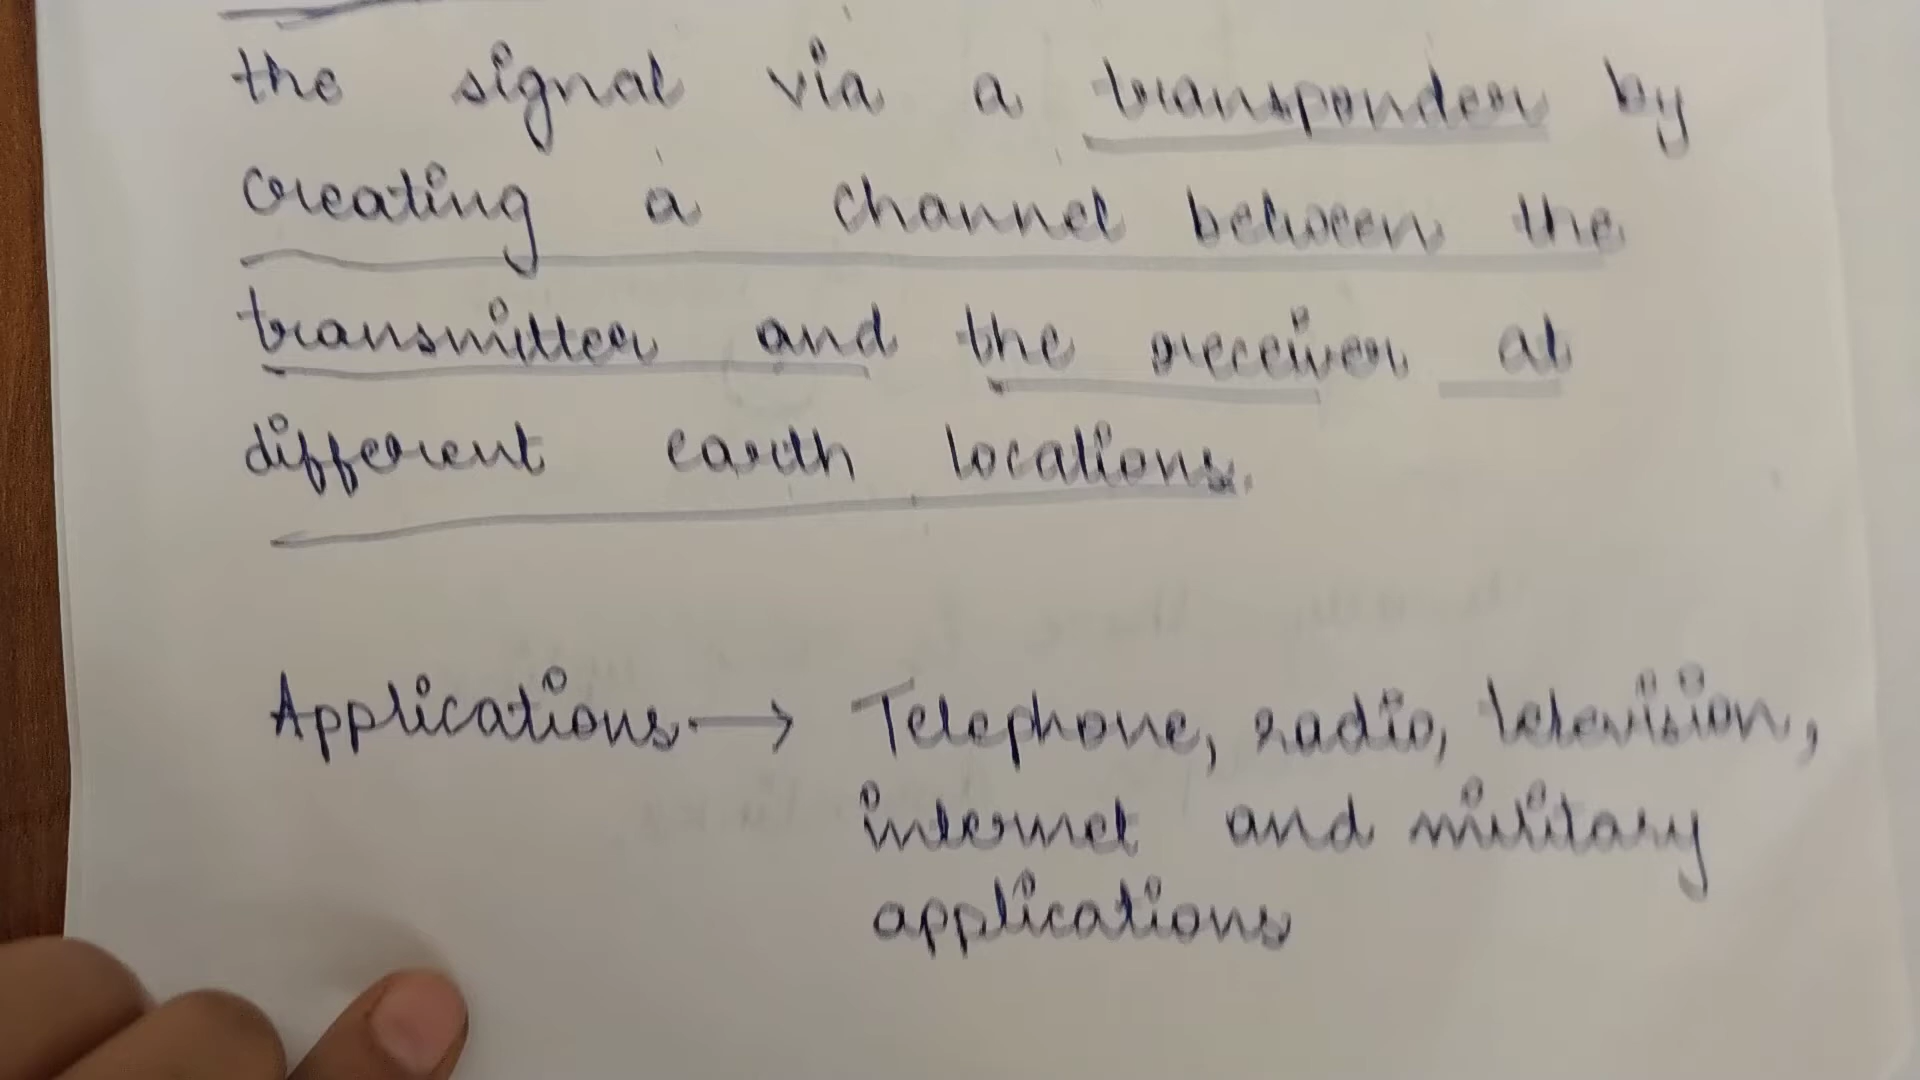 the signal via a transponder by
creating a channel between the
transmitter and the receiver at
different earth locations.
Applications → Telephone, radio, television,
internet and military
applications